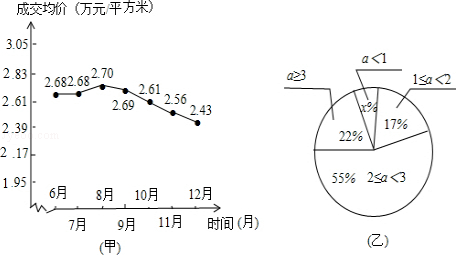 成交均价（万元/平方米）
3.05
2.83
2.61
2.39
2.17
1.95
2.68
2.68
2.70
2.69
2.61
2.56
2.43
6月
7月
8月
9月
10月
11月
12月
时间(月)
(甲)
a<1
a≥3
1≤a<2
x%
22%
17%
55%
2≤a<3
(乙)